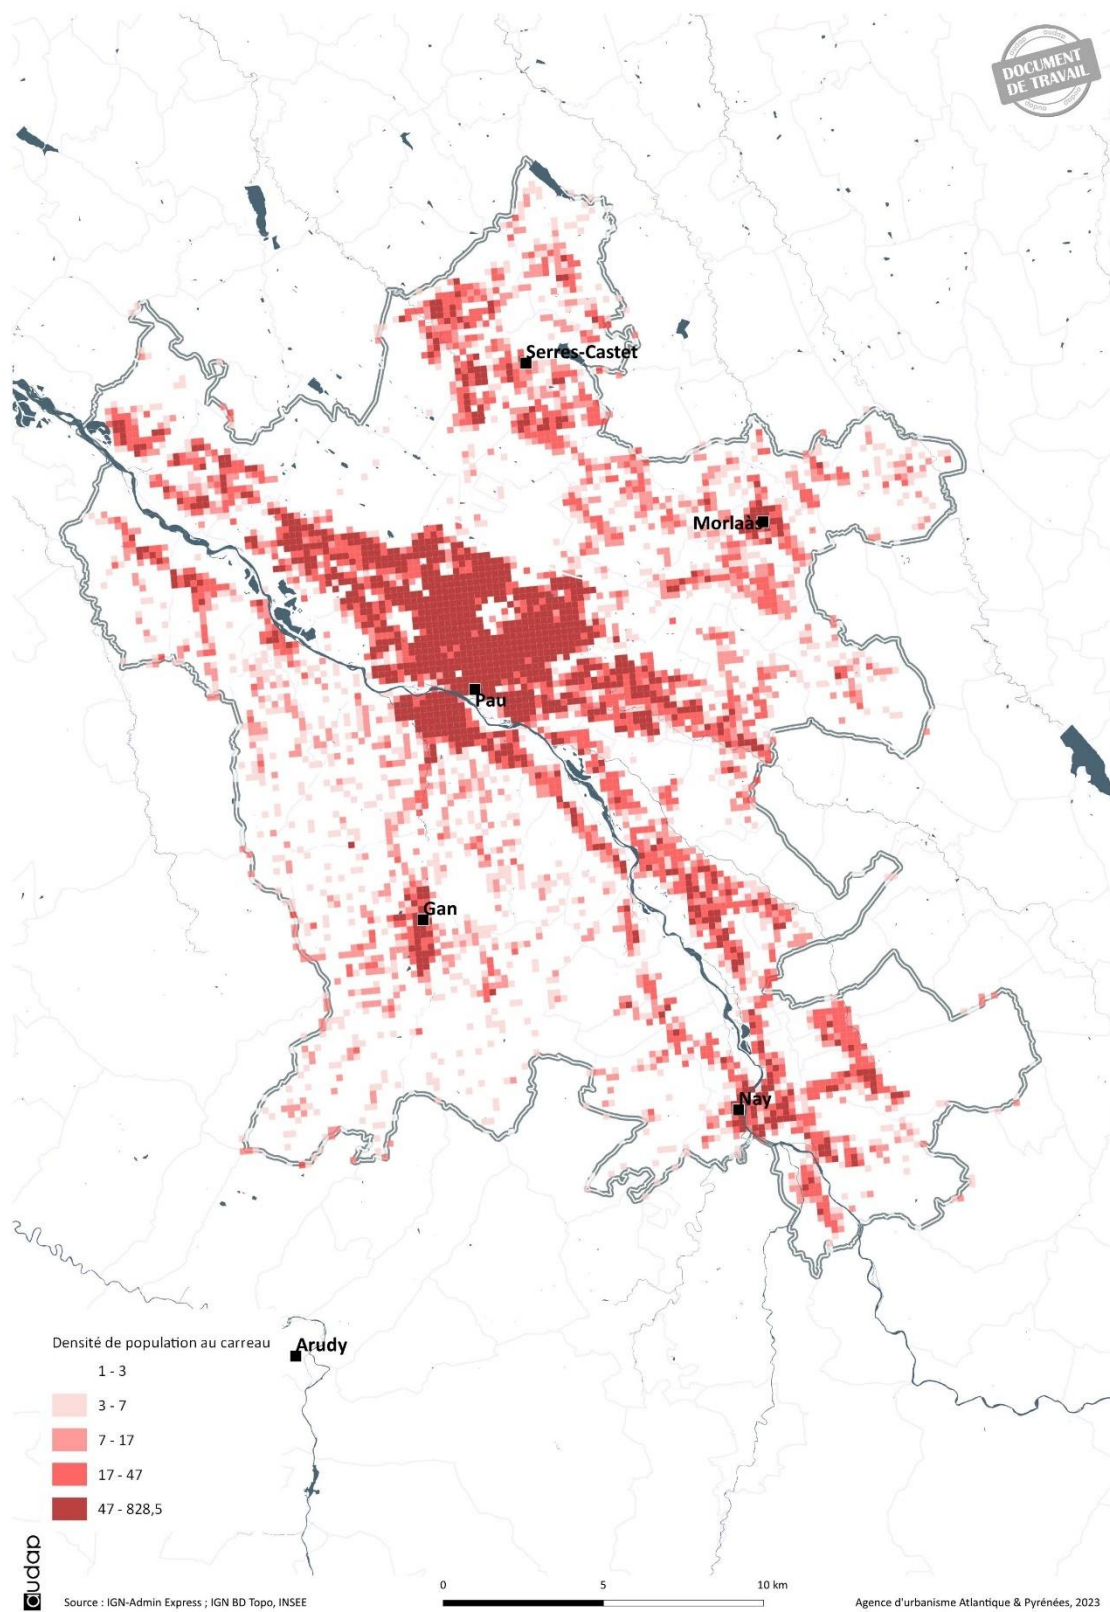 audap
DOCUMENT
DE TRAVAIL
audap
Serres-Castet
Morlaàs
Pau
Gan
Nay
Arudy
Densité de population au carreau
1 - 3
3 - 7
7 - 17
17 - 47
47 - 828,5
audap
Source : IGN-Admin Express ; IGN BD Topo, INSEE
0 5 10 km
Agence d'urbanisme Atlantique & Pyrénées, 2023